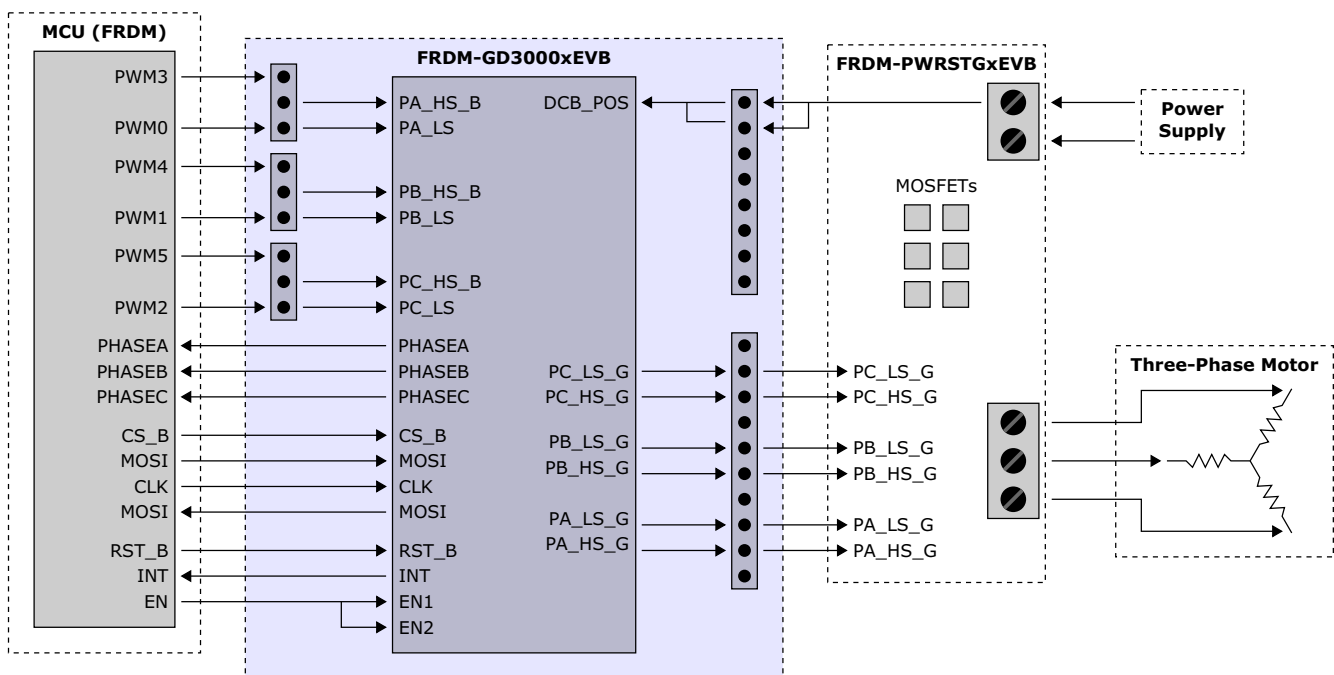 MCU (FRDM)
PWM3
PWM0
PWM4
PWM1
PWM5
PWM2
PHASEA
PHASEB
PHASEC
CS_B
MOSI
CLK
MOSI
RST_B
INT
EN
FRDM-GD3000xEVB
PA_HS_B
PA_LS
PB_HS_B
PB_LS
PC_HS_B
PC_LS
PHASEA
PHASEB
PHASEC
CS_B
MOSI
CLK
MOSI
RST_B
INT
EN1
EN2
DCB_POS
PC_LS_G
PC_HS_G
PB_LS_G
PB_HS_G
PA_LS_G
PA_HS_G
FRDM-PWRSTGxEVB
MOSFETs
PC_LS_G
PC_HS_G
PB_LS_G
PB_HS_G
PA_LS_G
PA_HS_G
Power
Supply
Three-Phase Motor